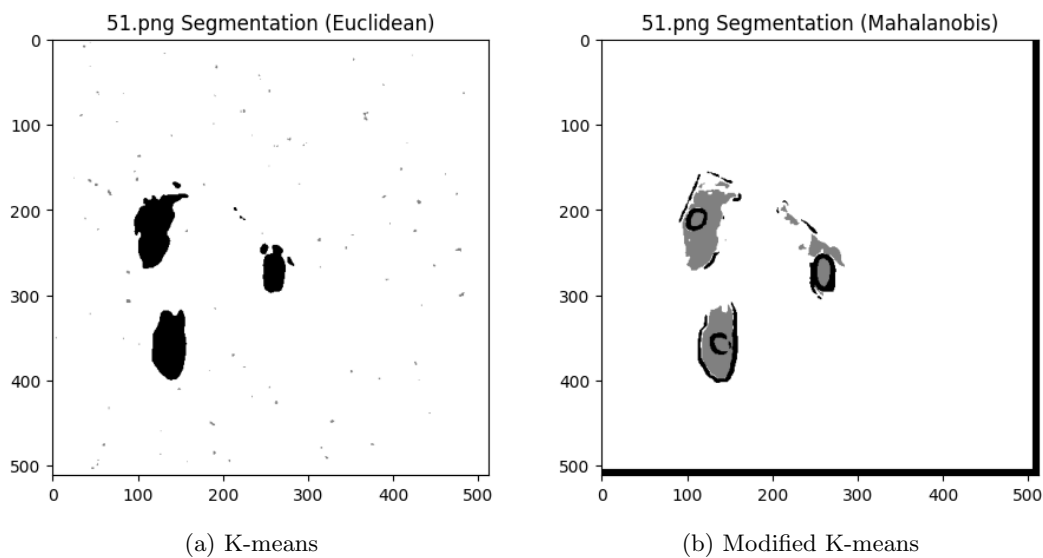 51.png Segmentation (Euclidean)
0
100
200
300
400
500
0 100 200 300 400 500
(a) K-means
51.png Segmentation (Mahalanobis)
0
100
200
300
400
500
0 100 200 300 400 500
(b) Modified K-means